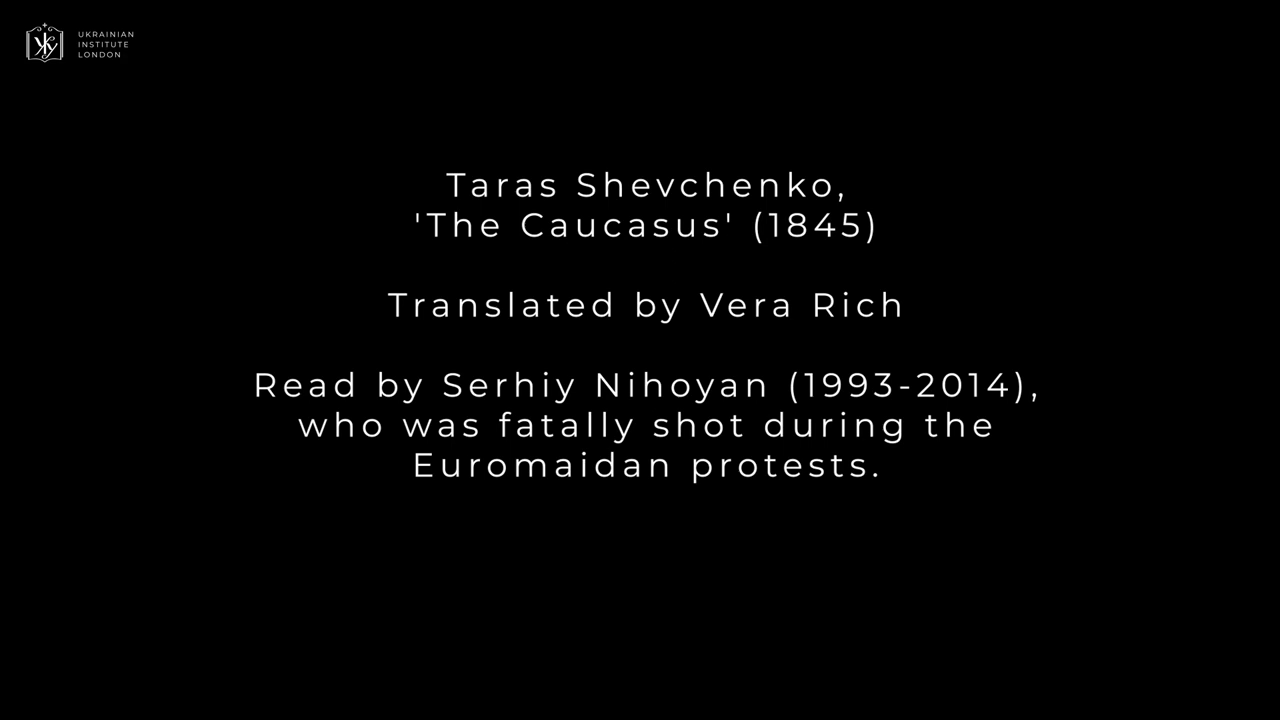 UKRAINIAN
INSTITUTE
LONDON
Taras Shevchenko,
'The Caucasus' (1845)
Translated by Vera Rich
Read by Serhiy Nihoyan (1993-2014),
who was fatally shot during the
Euromaidan protests.